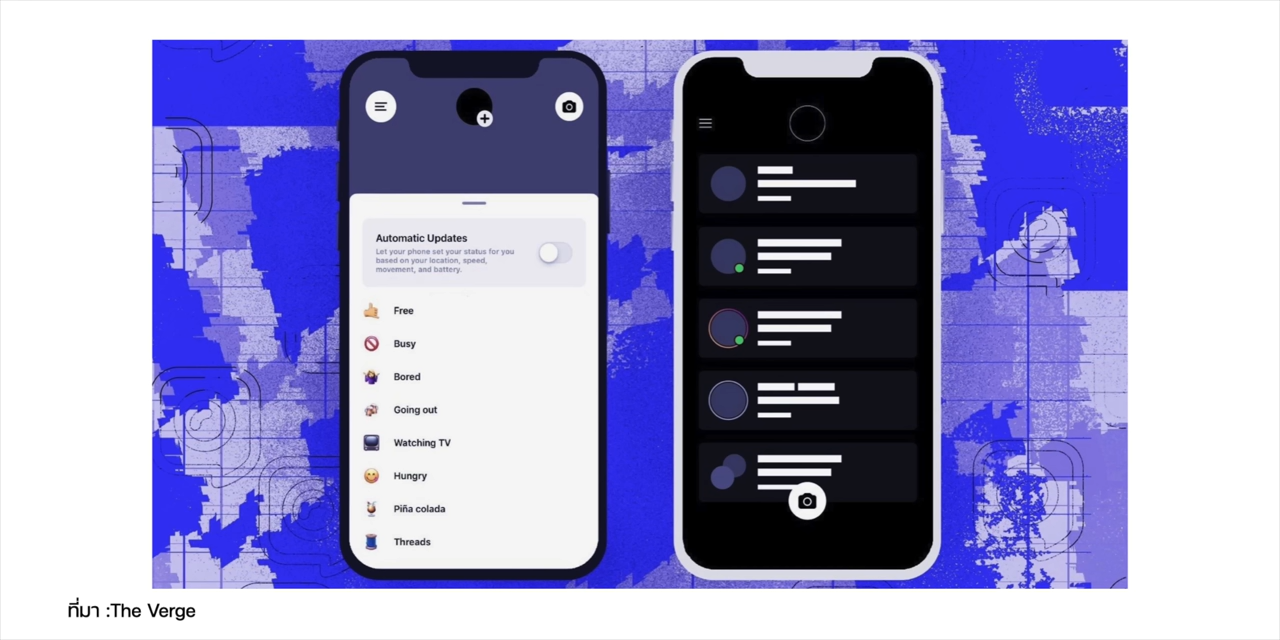 Automatic Updates
Let your phone set your status for you
based on your location, speed,
movement, and battery.
Free
Busy
Bored
Going out
Watching TV
Hungry
Piña colada
Threads
ที่มา :The Verge